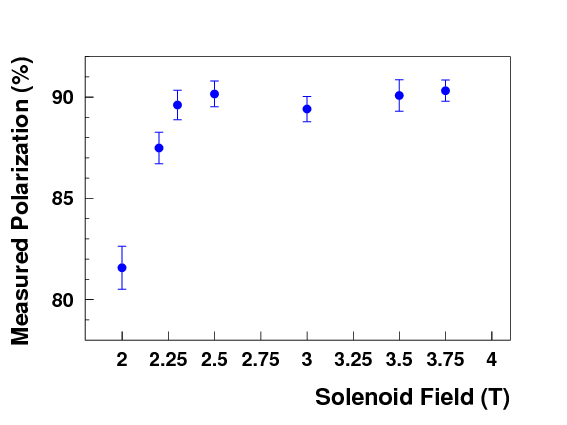 Measured Polarization (%)
90
85
80
2 2.25 2.5 2.75 3 3.25 3.5 3.75 4
Solenoid Field (T)